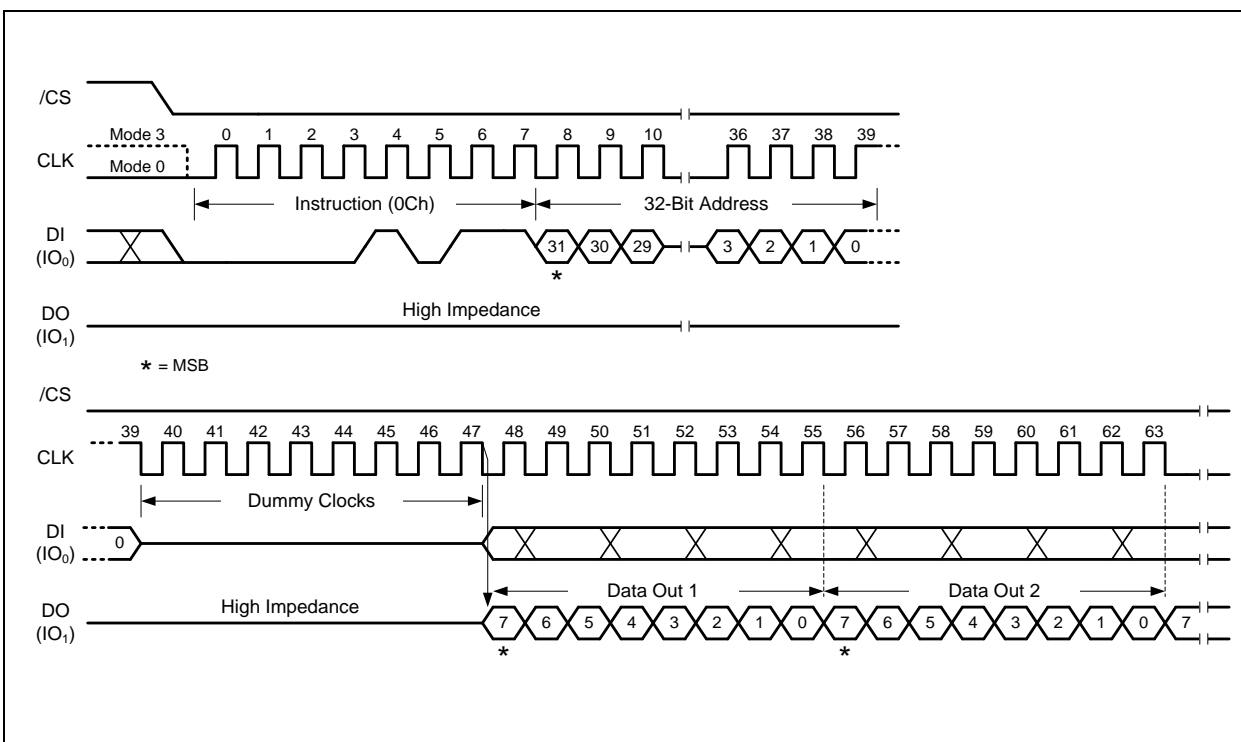 /CS
Mode 3 0 1 2 3 4 5 6 7 8 9 10 36 37 38 39
CLK
Mode 0
Instruction (0Ch) 32-Bit Address
DI
(IO₀) 31 30 29 3 2 1 0
*
DO High Impedance
(IO₁)
* = MSB
/CS
39 40 41 42 43 44 45 46 47 48 49 50 51 52 53 54 55 56 57 58 59 60 61 62 63
CLK
Dummy Clocks
DI
(IO₀) 0
Data Out 1 Data Out 2
DO High Impedance
(IO₁) 7 6 5 4 3 2 1 0 7 6 5 4 3 2 1 0 7
* *